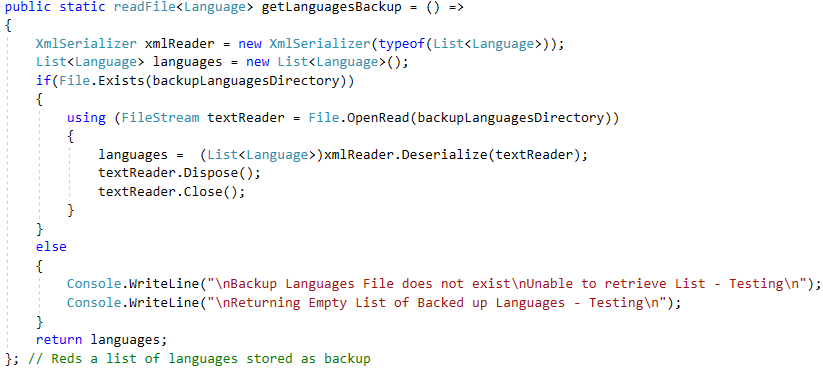 public static readFile<Language> getLanguagesBackup = () =>
{
    XmlSerializer xmlReader = new XmlSerializer(typeof(List<Language>));
    List<Language> languages = new List<Language>();
    if(File.Exists(backupLanguagesDirectory))
    {
        using (FileStream textReader = File.OpenRead(backupLanguagesDirectory))
        {
            languages =  (List<Language>)xmlReader.Deserialize(textReader);
            textReader.Dispose();
            textReader.Close();
        }
    }
    else
    {
        Console.WriteLine("\nBackup Languages File does not exist\nUnable to retrieve List - Testing\n");
        Console.WriteLine("\nReturning Empty List of Backed up Languages - Testing\n");
    }
    return languages;
}; // Reds a list of languages stored as backup